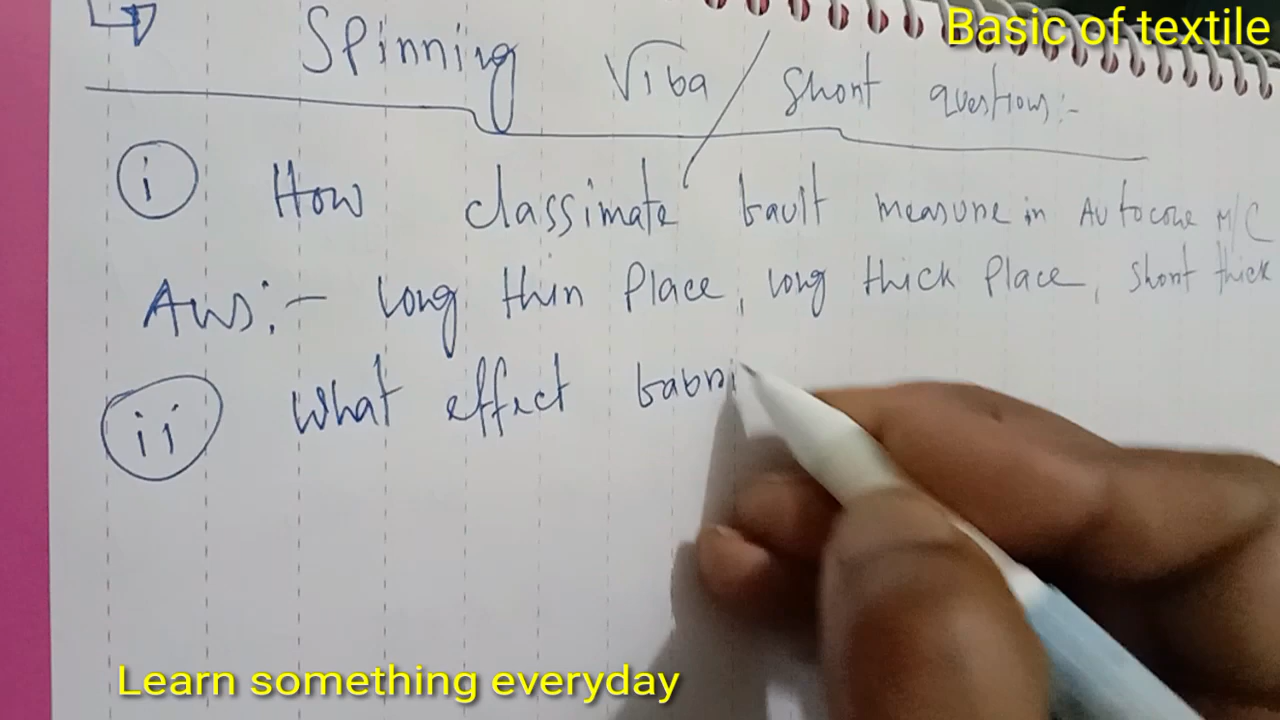 Basic of textile
Spinning Viba / Short questions:-
i How classimate fault measure in Autocone M/C
Ans:- long thin place, long thick place, short thick
ii What effect fabri
Learn something everyday